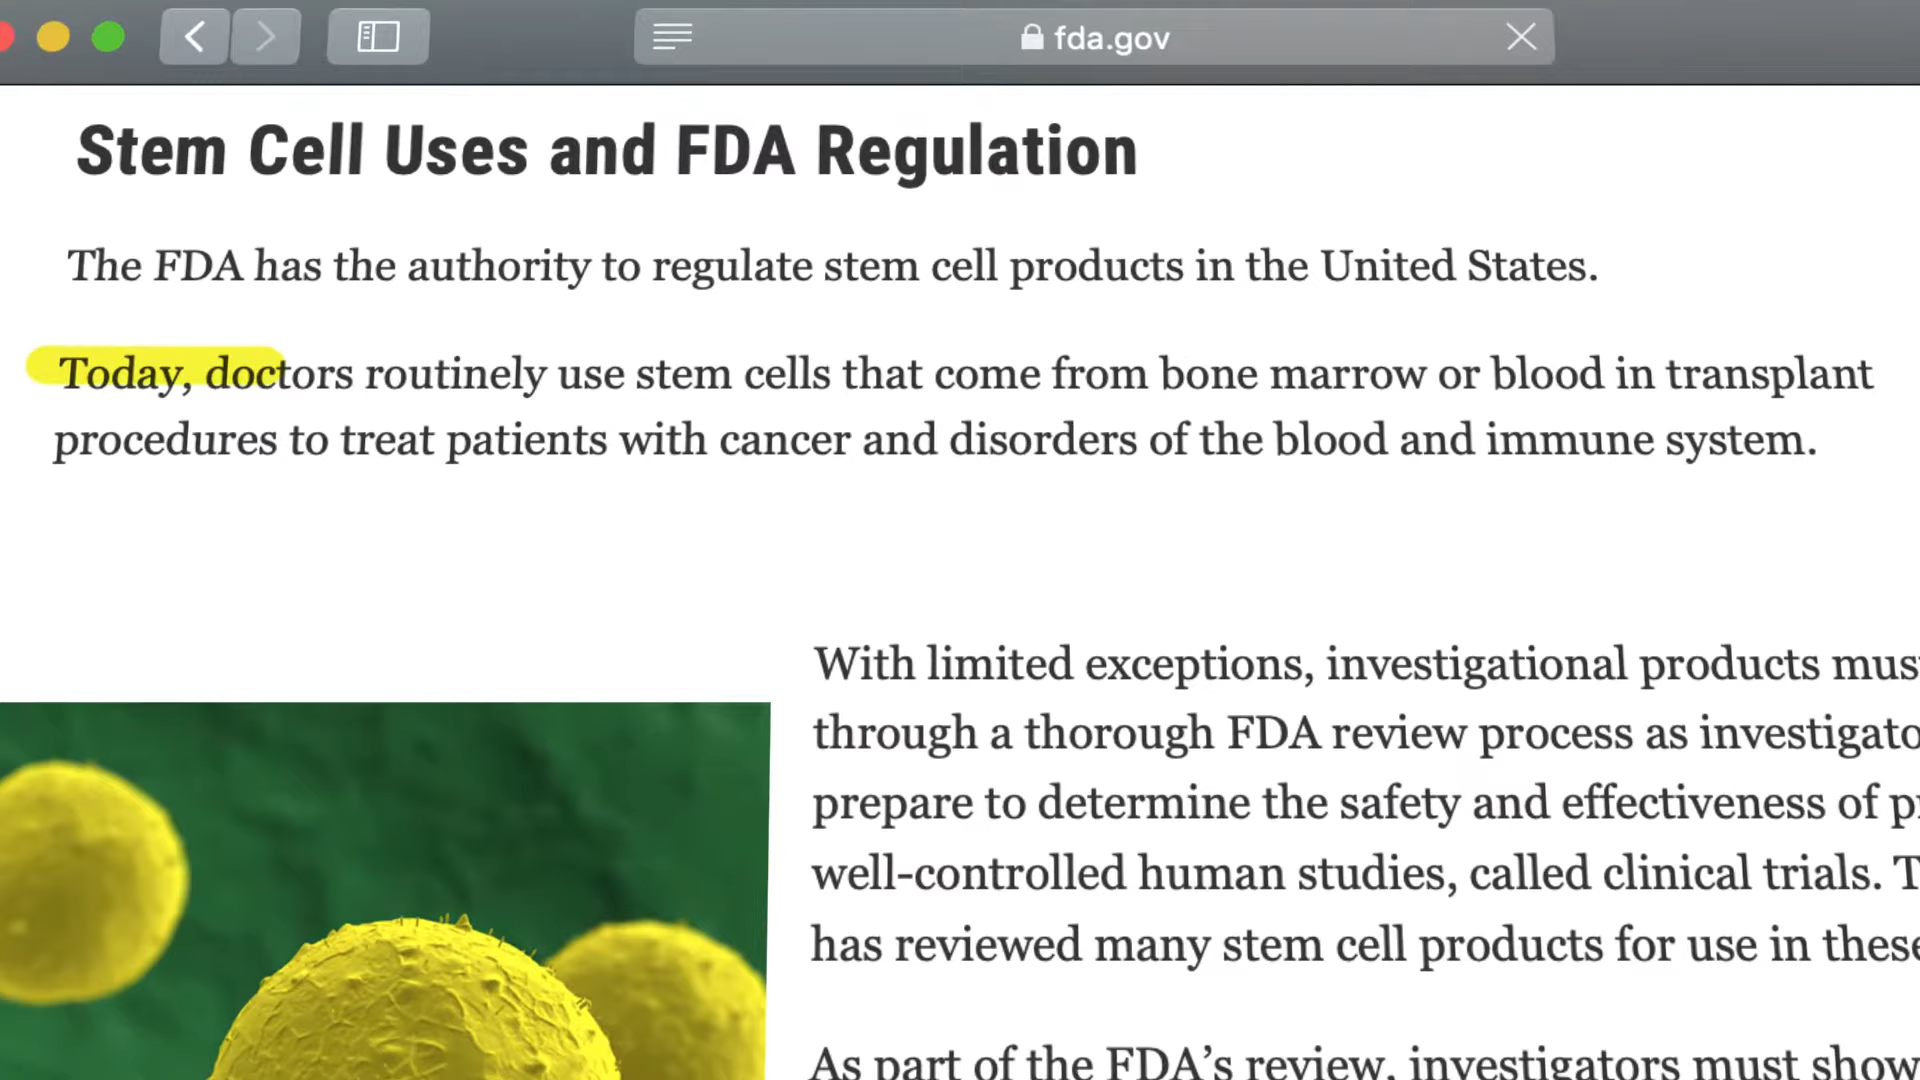 fda.gov
Stem Cell Uses and FDA Regulation
The FDA has the authority to regulate stem cell products in the United States.
Today, doctors routinely use stem cells that come from bone marrow or blood in transplant
procedures to treat patients with cancer and disorders of the blood and immune system.
With limited exceptions, investigational products
through a thorough FDA review process as
prepare to determine the safety and effectiveness of
well-controlled human studies, called clinical trials.
has reviewed many stem cell products for use in
As part of the FDA's review, investigators must show